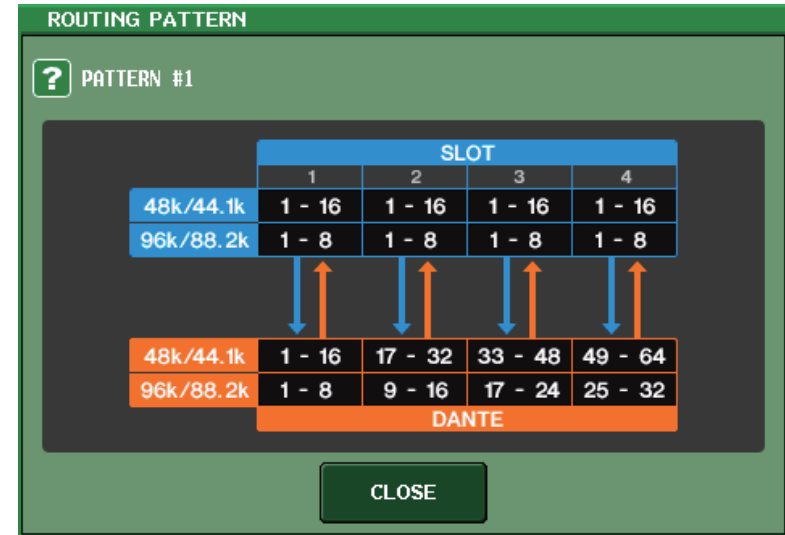 ROUTING PATTERN
? PATTERN #1
SLOT
1 2 3 4
48k/44.1k 1 - 16 1 - 16 1 - 16 1 - 16
96k/88.2k 1 - 8 1 - 8 1 - 8 1 - 8
48k/44.1k 1 - 16 17 - 32 33 - 48 49 - 64
96k/88.2k 1 - 8 9 - 16 17 - 24 25 - 32
DANTE
CLOSE